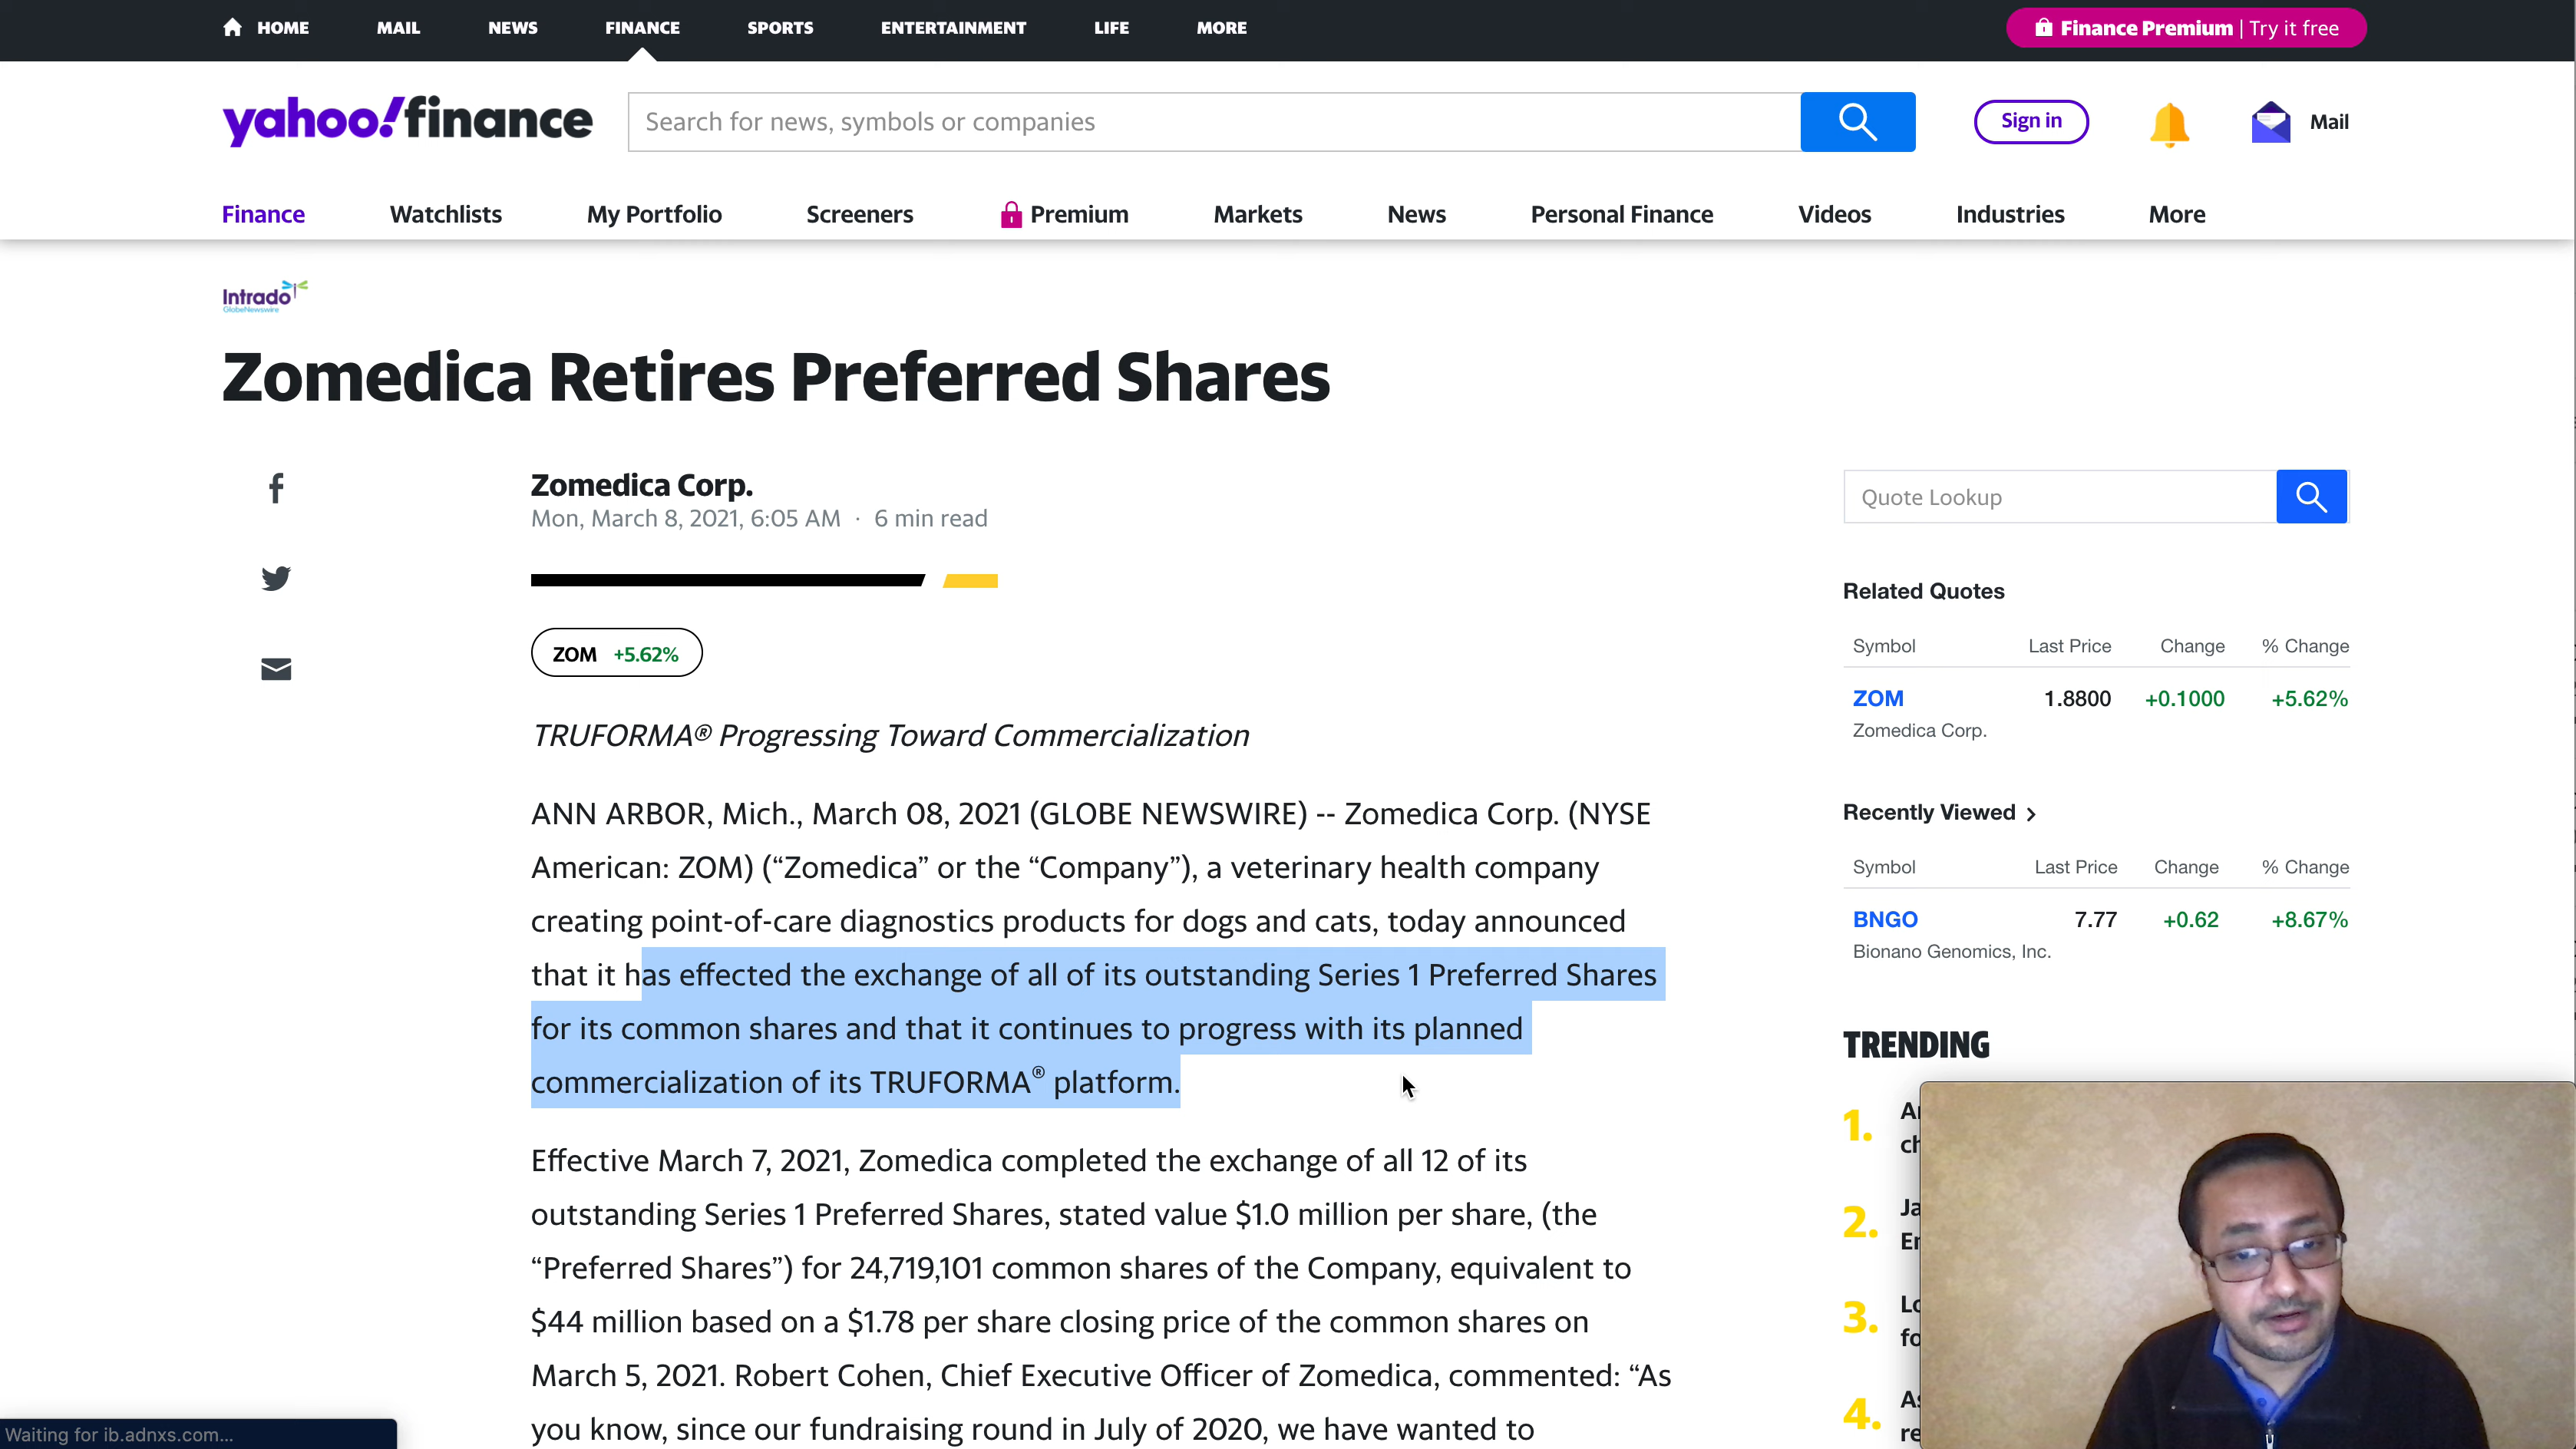 HOME MAIL NEWS FINANCE SPORTS ENTERTAINMENT LIFE MORE Finance Premium | Try it free
yahoo!finance Search for news, symbols or companies Sign in Mail
Finance Watchlists My Portfolio Screeners Premium Markets News Personal Finance Videos Industries More
Intrado
GlobeNewswire
Zomedica Retires Preferred Shares
Zomedica Corp.
Mon, March 8, 2021, 6:05 AM · 6 min read
ZOM +5.62%
TRUFORMA® Progressing Toward Commercialization
ANN ARBOR, Mich., March 08, 2021 (GLOBE NEWSWIRE) -- Zomedica Corp. (NYSE
American: ZOM) (“Zomedica” or the “Company”), a veterinary health company
creating point-of-care diagnostics products for dogs and cats, today announced
that it has effected the exchange of all of its outstanding Series 1 Preferred Shares
for its common shares and that it continues to progress with its planned
commercialization of its TRUFORMA® platform.
Effective March 7, 2021, Zomedica completed the exchange of all 12 of its
outstanding Series 1 Preferred Shares, stated value $1.0 million per share, (the
“Preferred Shares”) for 24,719,101 common shares of the Company, equivalent to
$44 million based on a $1.78 per share closing price of the common shares on
March 5, 2021. Robert Cohen, Chief Executive Officer of Zomedica, commented: “As
you know, since our fundraising round in July of 2020, we have wanted to
Quote Lookup
Related Quotes
Symbol Last Price Change % Change
ZOM 1.8800 +0.1000 +5.62%
Zomedica Corp.
Recently Viewed >
Symbol Last Price Change % Change
BNGO 7.77 +0.62 +8.67%
Bionano Genomics, Inc.
TRENDING
1.
2.
3.
4.
Waiting for ib.adnxs.com...